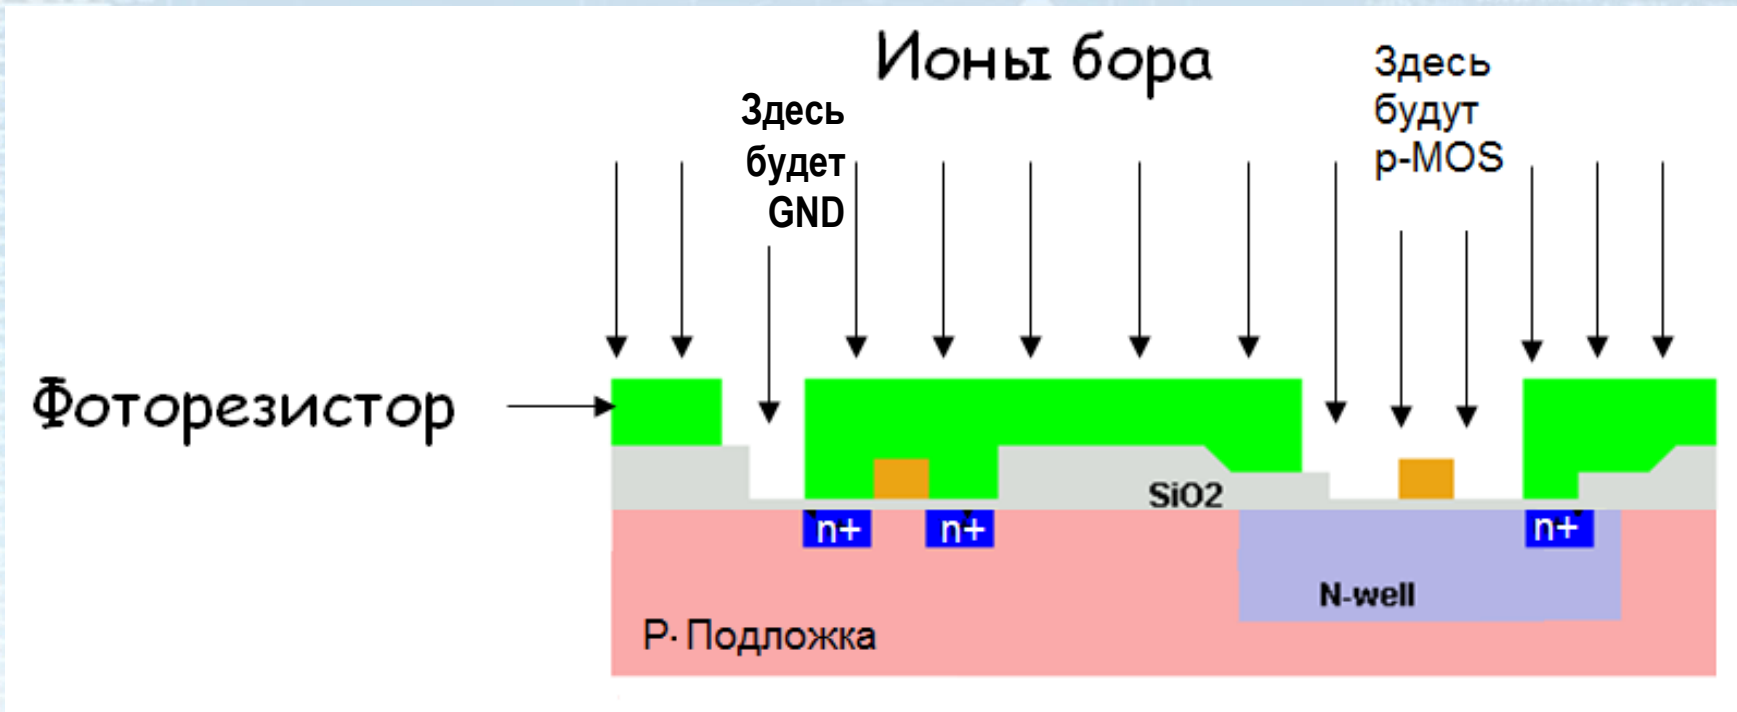 Ионы бора
Здесь
будет
GND
Здесь
будут
p-MOS
Фоторезистор
SiO2
n+
n+
n+
N-well
P- Подложка